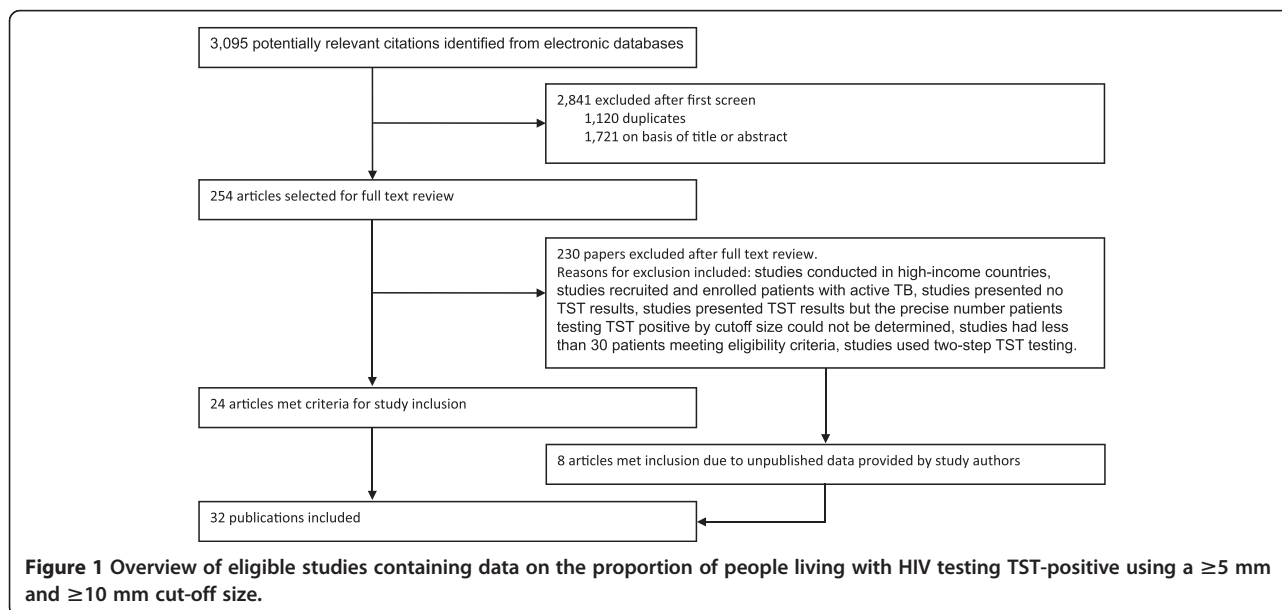 3,095 potentially relevant citations identified from electronic databases
2,841 excluded after first screen
1,120 duplicates
1,721 on basis of title or abstract
254 articles selected for full text review
230 papers excluded after full text review.
Reasons for exclusion included: studies conducted in high-income countries,
studies recruited and enrolled patients with active TB, studies presented no
TST results, studies presented TST results but the precise number patients
testing TST positive by cutoff size could not be determined, studies had less
than 30 patients meeting eligibility criteria, studies used two-step TST testing.
24 articles met criteria for study inclusion
8 articles met inclusion due to unpublished data provided by study authors
32 publications included
Figure 1 Overview of eligible studies containing data on the proportion of people living with HIV testing TST-positive using a ≥5 mm
and ≥10 mm cut-off size.